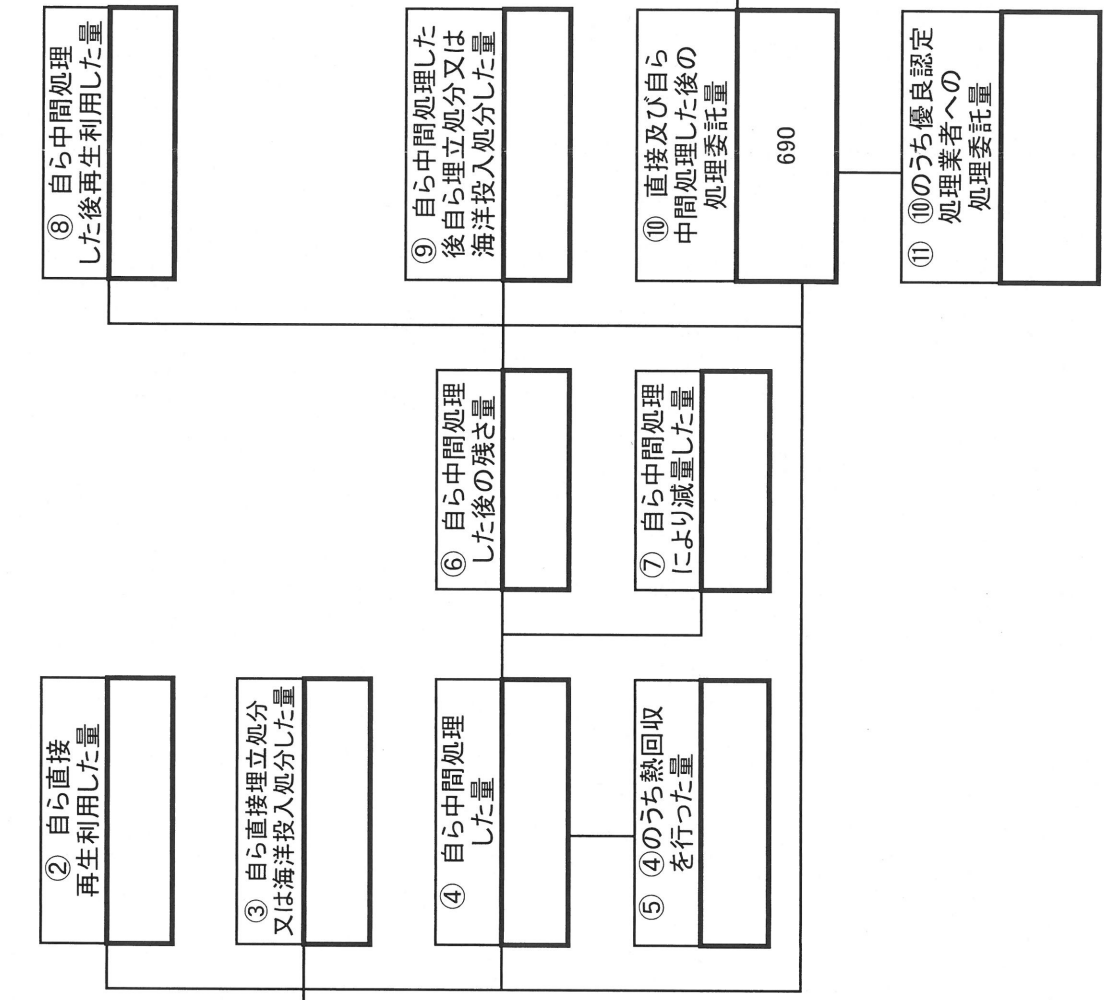 ② 自ら直接
再生利用した量
③ 自ら直接埋立処分
又は海洋投入処分した量
④ 自ら中間処理
した量
⑤ ④のうち熱回収
を行った量
⑥ 自ら中間処理
した後の残さ量
⑦ 自ら中間処理
により減量した量
⑧ 自ら中間処理
した後再生利用した量
⑨ 自ら中間処理した
後自ら埋立処分又は
海洋投入処分した量
⑩ 直接及び自ら
中間処理した後の
処理委託量
690
⑪ ⑩のうち優良認定
処理業者への
処理委託量